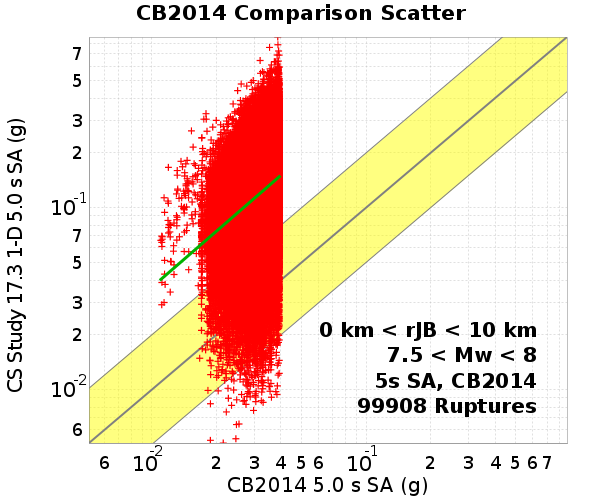 CB2014 Comparison Scatter
CS Study 17.3 1-D 5.0 s SA (g)
7
5
3
2
10-1
7
5
3
2
10-2
6
0 km < rJB < 10 km
7.5 < Mw < 8
5s SA, CB2014
99908 Ruptures
6 10-2 2 3 4 5 6 10-1 2 3 4 5 6 7
CB2014 5.0 s SA (g)